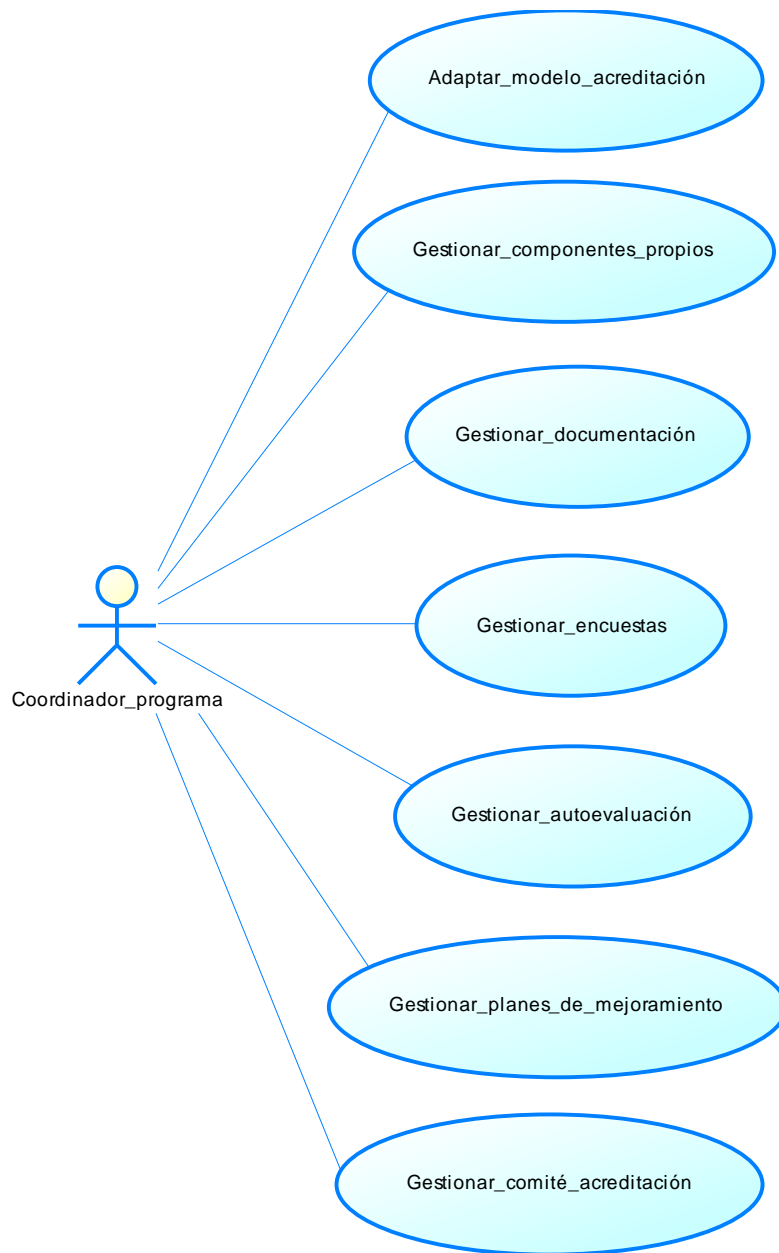 Adaptar_modelo_acreditación
Gestionar_componentes_propios
Gestionar_documentación
Gestionar_encuestas
Coordinador_programa
Gestionar_autoevaluación
Gestionar_planes_de_mejoramiento
Gestionar_comité_acreditación